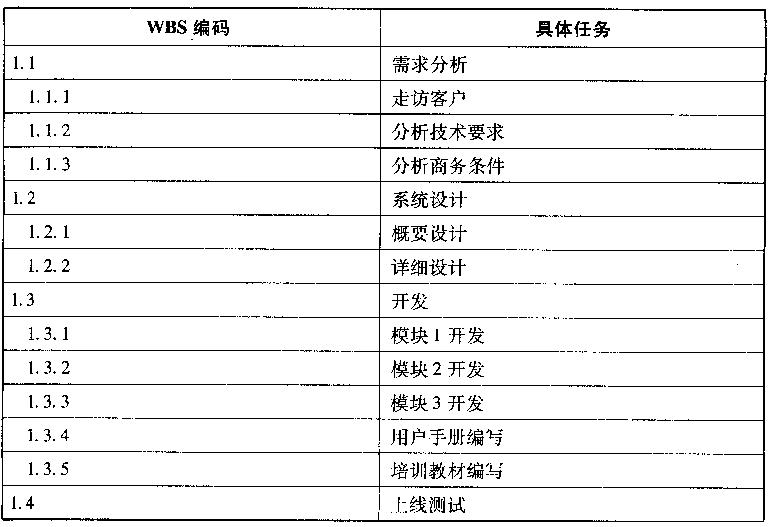 WBS 编码 具体任务
1.1 需求分析
1.1.1 走访客户
1.1.2 分析技术要求
1.1.3 分析商务条件
1.2 系统设计
1.2.1 概要设计
1.2.2 详细设计
1.3 开发
1.3.1 模块1开发
1.3.2 模块2开发
1.3.3 模块3开发
1.3.4 用户手册编写
1.3.5 培训教材编写
1.4 上线测试